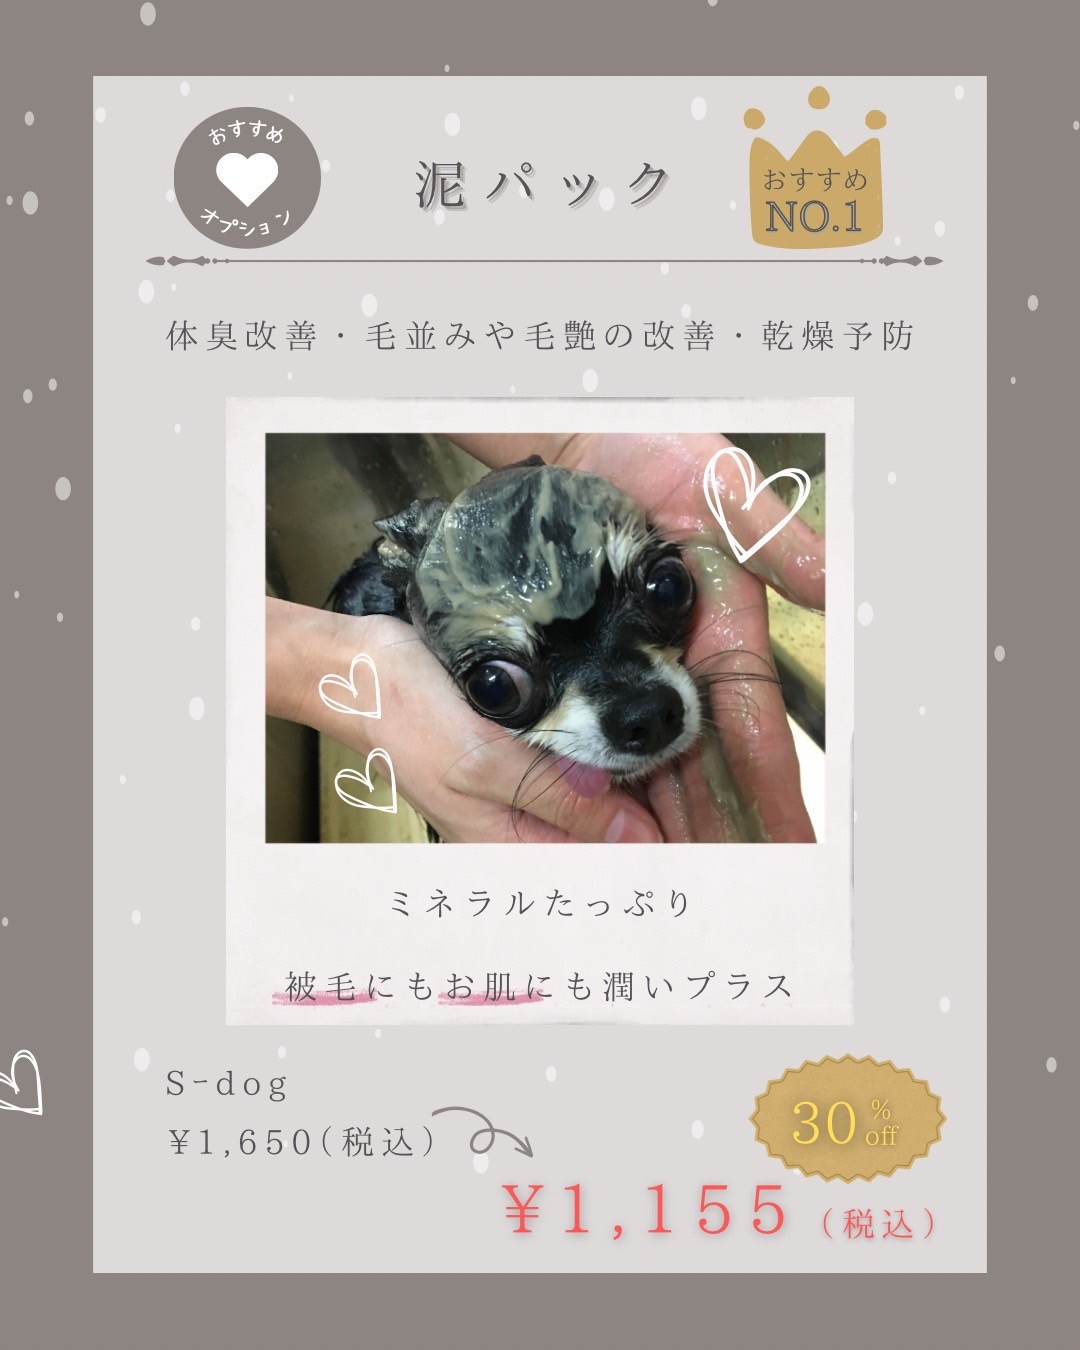 おすすめ
オプション
泥パック
おすすめ
NO.1
体臭改善・毛並みや毛艶の改善・乾燥予防
ミネラルたっぷり
被毛にもお肌にも潤いプラス
S-dog
¥1,650(税込)
30%off
¥1,155(税込)